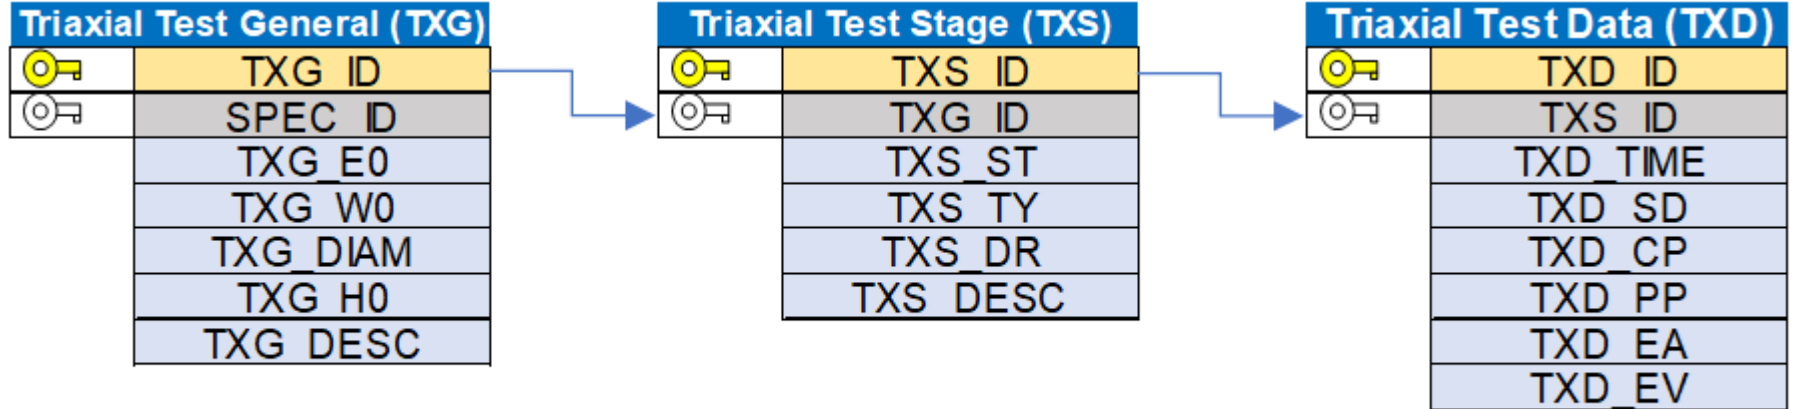 Triaxial Test General (TXG)
TXG_ID
SPEC_ID
TXG_E0
TXG_W0
TXG_DIAM
TXG_H0
TXG_DESC
Triaxial Test Stage (TXS)
TXS_ID
TXG_ID
TXS_ST
TXS_TY
TXS_DR
TXS_DESC
Triaxial Test Data (TXD)
TXD_ID
TXS_ID
TXD_TIME
TXD_SD
TXD_CP
TXD_PP
TXD_EA
TXD_EV